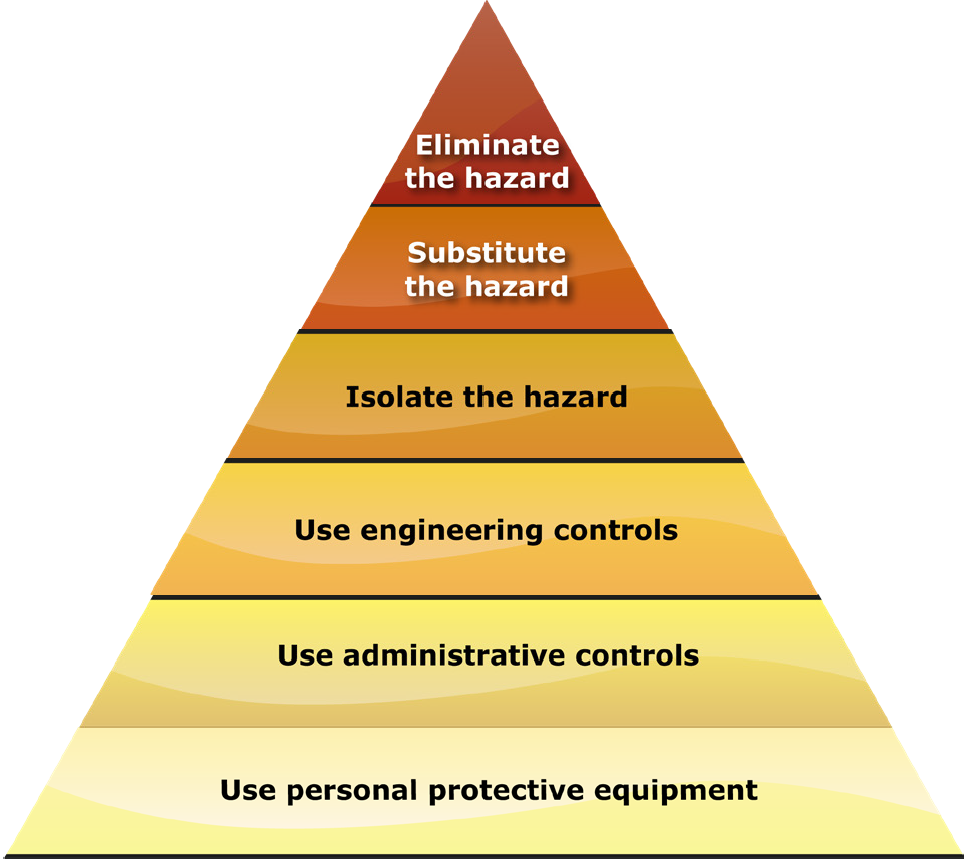 Eliminate
the hazard
Substitute
the hazard
Isolate the hazard
Use engineering controls
Use administrative controls
Use personal protective equipment